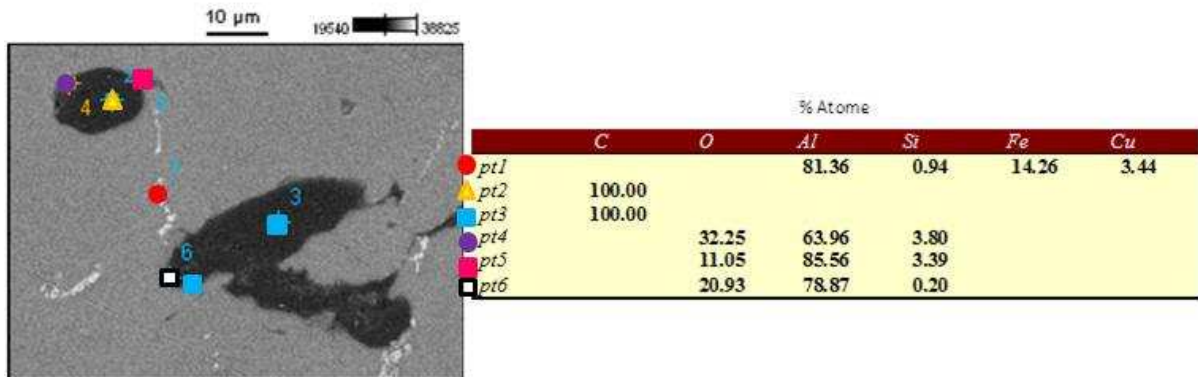 10 µm
19540 38825
4
3
6
% Atome
C O Al Si Fe Cu
pt1 81.36 0.94 14.26 3.44
pt2 100.00
pt3 100.00
pt4 32.25 63.96 3.80
pt5 11.05 85.56 3.39
pt6 20.93 78.87 0.20